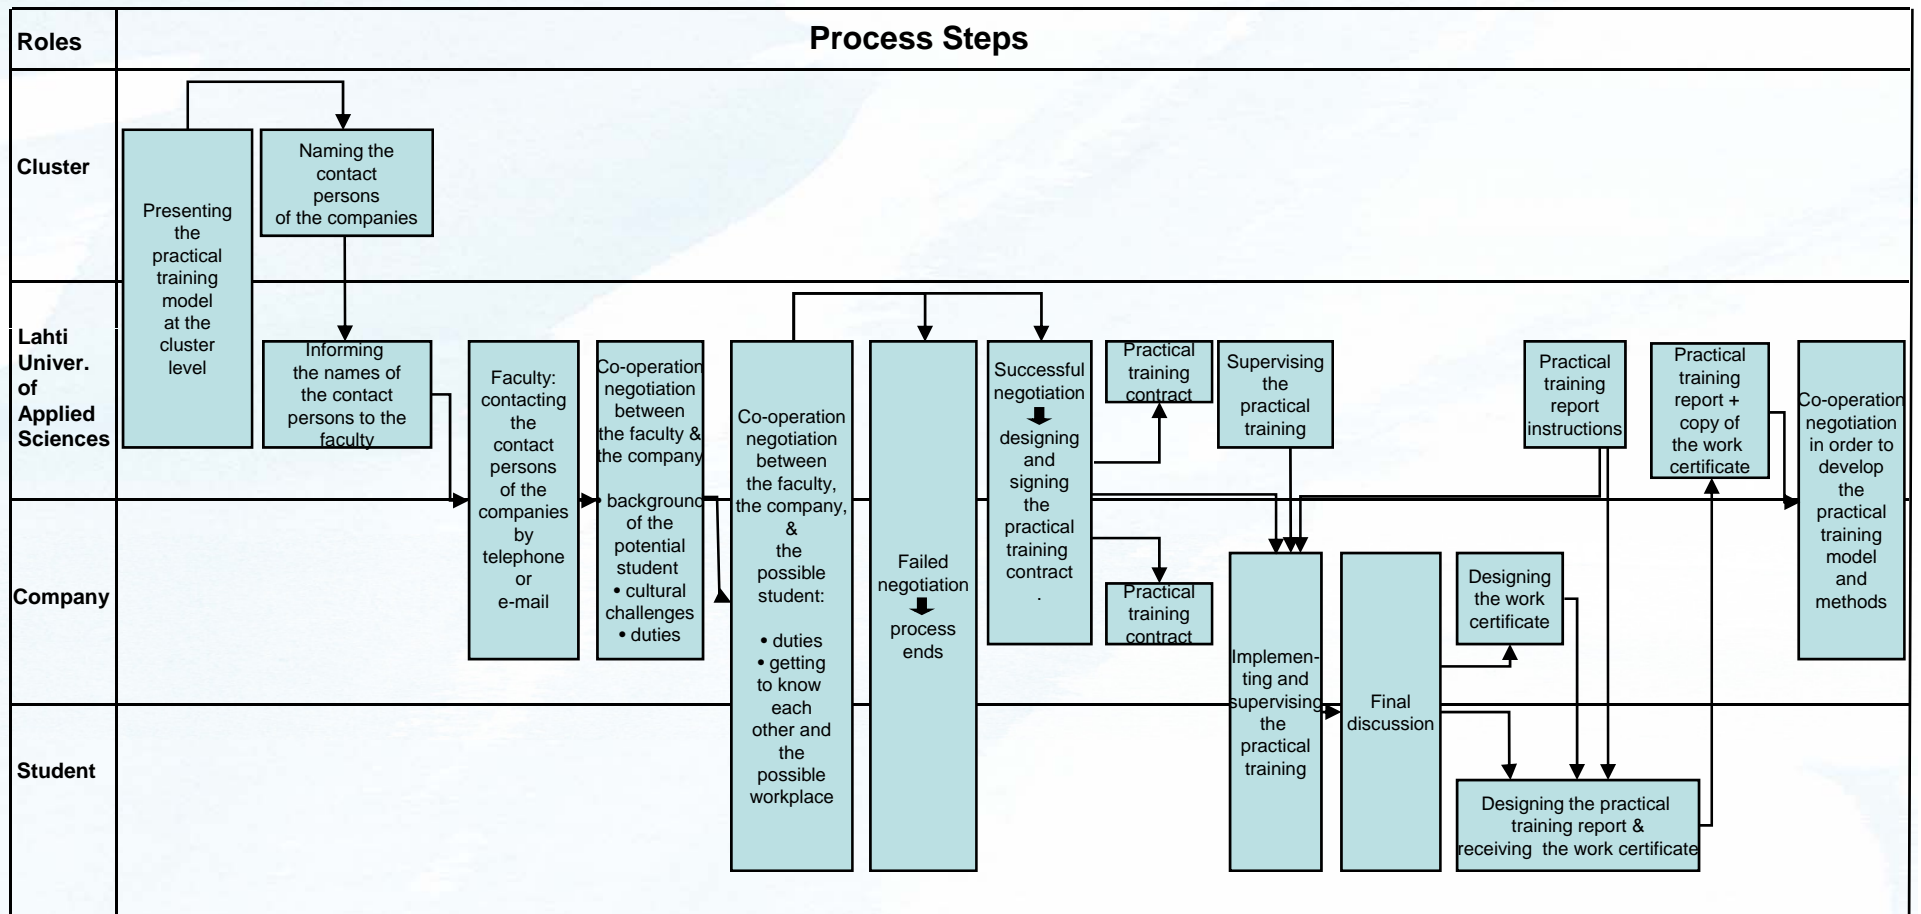 Roles
Process Steps
Cluster
Lahti
Univer.
of
Applied
Sciences
Company
Student
Presenting
the
practical
training
model
at the
cluster
level
Naming the
contact
persons
of the companies
Informing
the names of
the contact
persons to the
faculty
Faculty:
contacting
the
contact
persons
of the
companies
by
telephone
or
e-mail
Co-operation
negotiation
between
the faculty &
the company
• background
of the
potential
student
• cultural
challenges
• duties
Co-operation
negotiation
between
the faculty,
the company,
&
the
possible
student:
• duties
• getting
to know
each
other and
the
possible
workplace
Failed
negotiation
process
ends
Successful
negotiation
designing
and
signing
the
practical
training
contract
.
Practical
training
contract
Practical
training
contract
Supervising
the
practical
training
Implemen-
ting and
supervising
the
practical
training
Final
discussion
Designing
the work
certificate
Practical
training
report
instructions
Designing the practical
training report &
receiving the work certificate
Practical
training
report +
copy of
the work
certificate
Co-operation
negotiation
in order to
develop
the
practical
training
model
and
methods